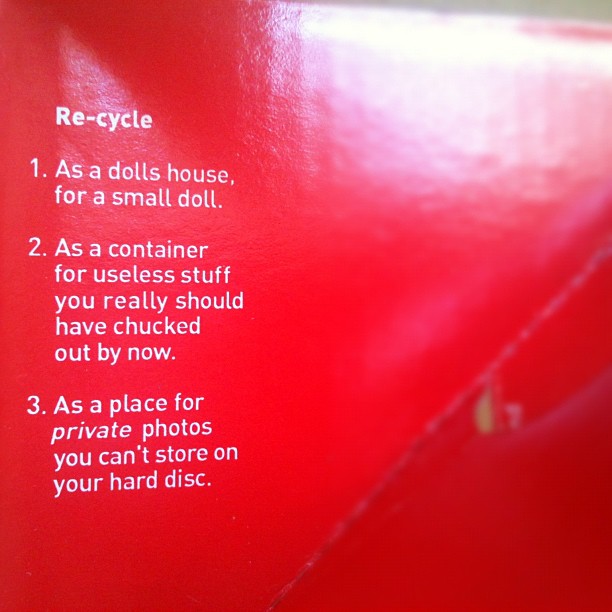 Re-cycle
1. As a dolls house,
for a small doll.
2. As a container
for useless stuff
you really should
have chucked
out by now.
3. As a place for
private photos
you can't store on
your hard disc.